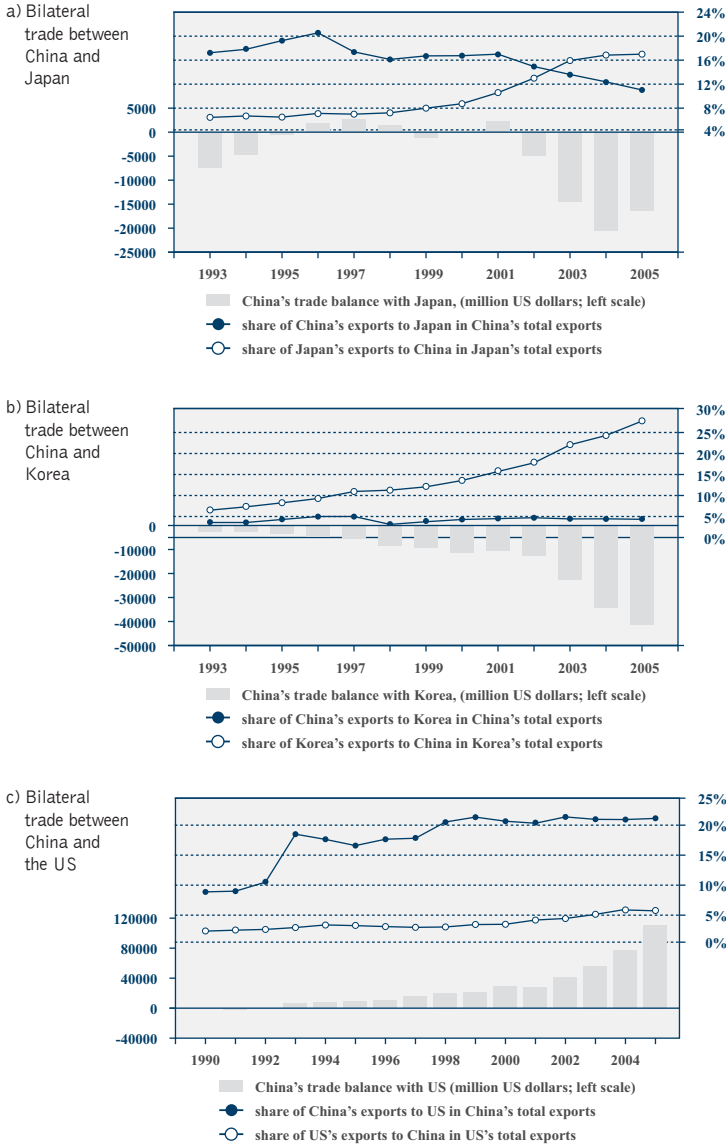 a) Bilateral
trade between
China and
Japan
24%
20%
16%
12%
8%
4%
5000
0
-5000
-10000
-15000
-20000
-25000
1993 1995 1997 1999 2001 2003 2005
China's trade balance with Japan, (million US dollars; left scale)
share of China's exports to Japan in China's total exports
share of Japan's exports to China in Japan's total exports
b) Bilateral
trade between
China and
Korea
30%
25%
20%
15%
10%
5%
0%
0
-10000
-20000
-30000
-40000
-50000
1993 1995 1997 1999 2001 2003 2005
China's trade balance with Korea, (million US dollars; left scale)
share of China's exports to Korea in China's total exports
share of Korea's exports to China in Korea's total exports
c) Bilateral
trade between
China and
the US
25%
20%
15%
10%
5%
0%
120000
80000
40000
0
-40000
1990 1992 1994 1996 1998 2000 2002 2004
China's trade balance with US (million US dollars; left scale)
share of China's exports to US in China's total exports
share of US's exports to China in US's total exports